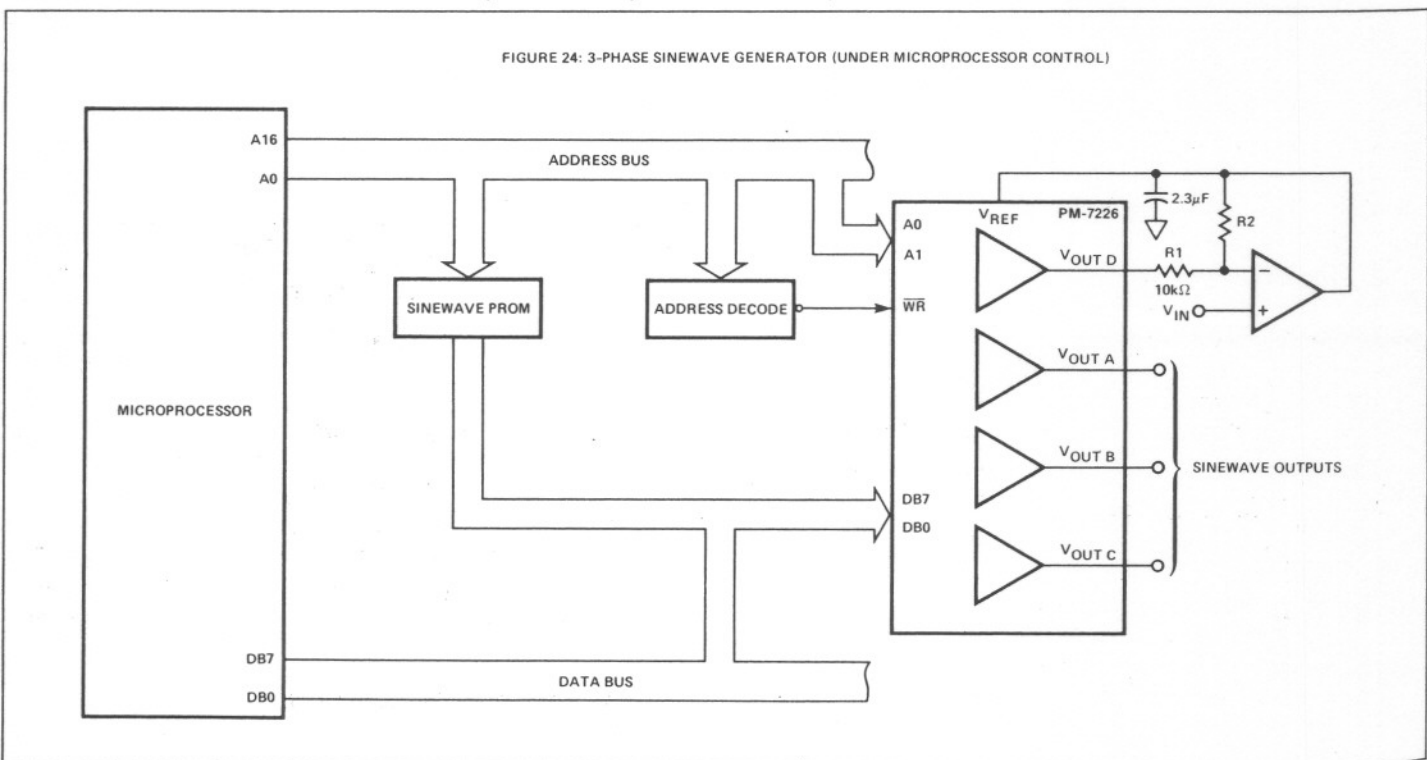 FIGURE 24: 3-PHASE SINEWAVE GENERATOR (UNDER MICROPROCESSOR CONTROL)
A16
ADDRESS BUS
A0
2.3μF
VREF
PM-7226
A0
R2
A1
VOUT D
R1
10kΩ
−
VIN
+
SINEWAVE PROM
ADDRESS DECODE
WR
VOUT A
MICROPROCESSOR
VOUT B
SINEWAVE OUTPUTS
DB7
DB0
VOUT C
DB7
DATA BUS
DB0